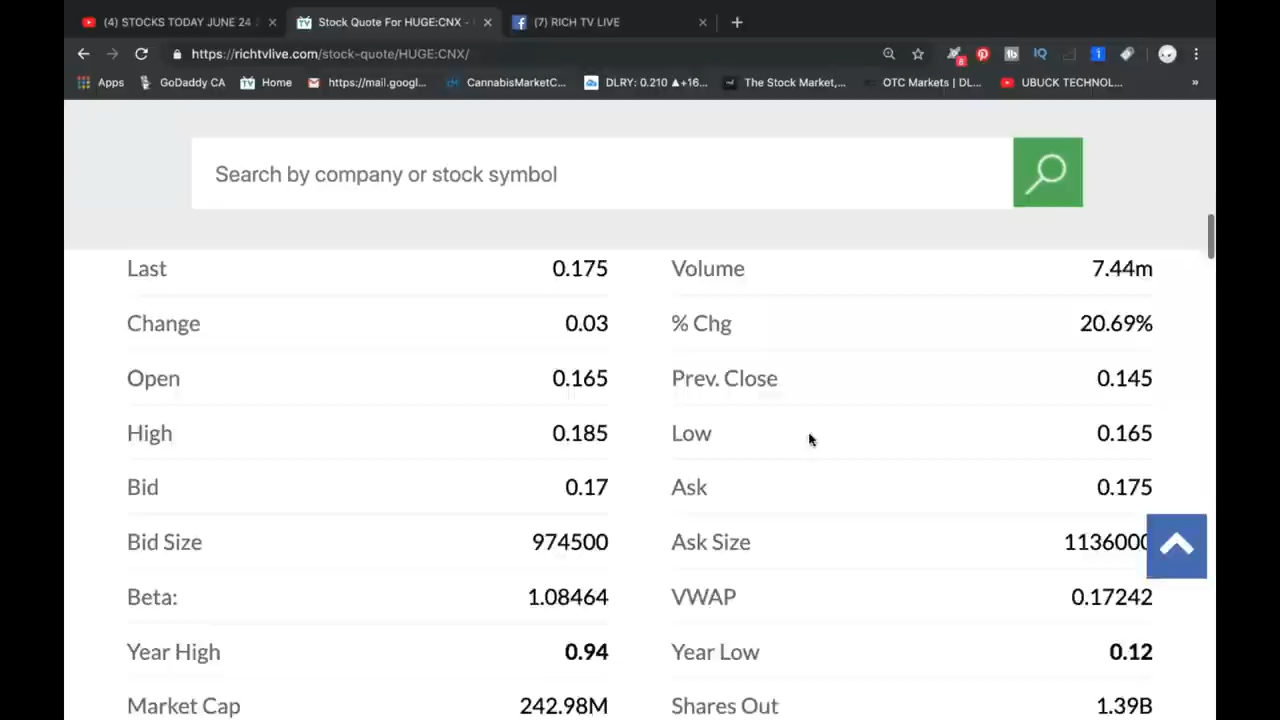 (4) STOCKS TODAY JUNE 24
Stock Quote For HUGE:CNX -
(7) RICH TV LIVE
https://richtvlive.com/stock-quote/HUGE:CNX/
Apps GoDaddy CA Home https://mail.googl... CannabisMarketC... DLRY: 0.210 ▲+16... The Stock Market,... OTC Markets | DL... UBUCK TECHNOL... »
Search by company or stock symbol
Last 0.175 Volume 7.44m
Change 0.03 % Chg 20.69%
Open 0.165 Prev. Close 0.145
High 0.185 Low 0.165
Bid 0.17 Ask 0.175
Bid Size 974500 Ask Size 1136000
Beta: 1.08464 VWAP 0.17242
Year High 0.94 Year Low 0.12
Market Cap 242.98M Shares Out 1.39B